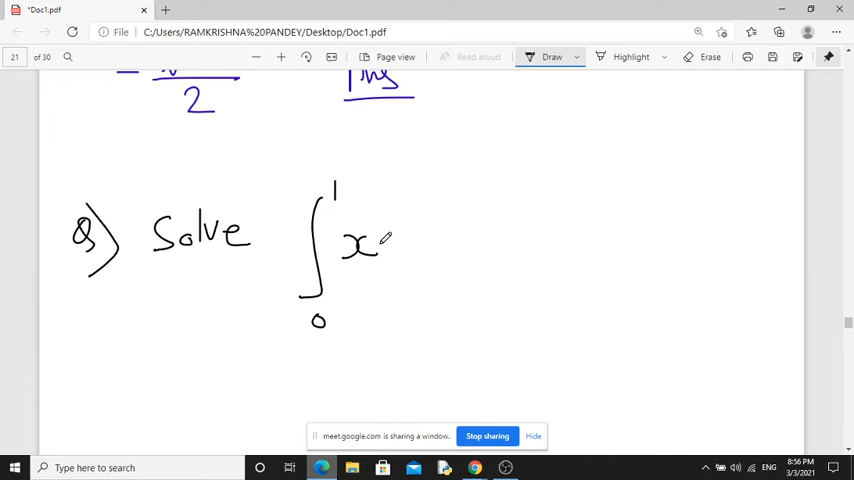 *Doc1.pdf
File C:/Users/RAMKRISHNA%20PANDEY/Desktop/Doc1.pdf
21 of 30 Page view Read aloud Draw Highlight Erase
2
Q) Solve ∫ 1 0 x
meet.google.com is sharing a window. Stop sharing Hide
Type here to search ENG 8:56 PM
3/3/2021